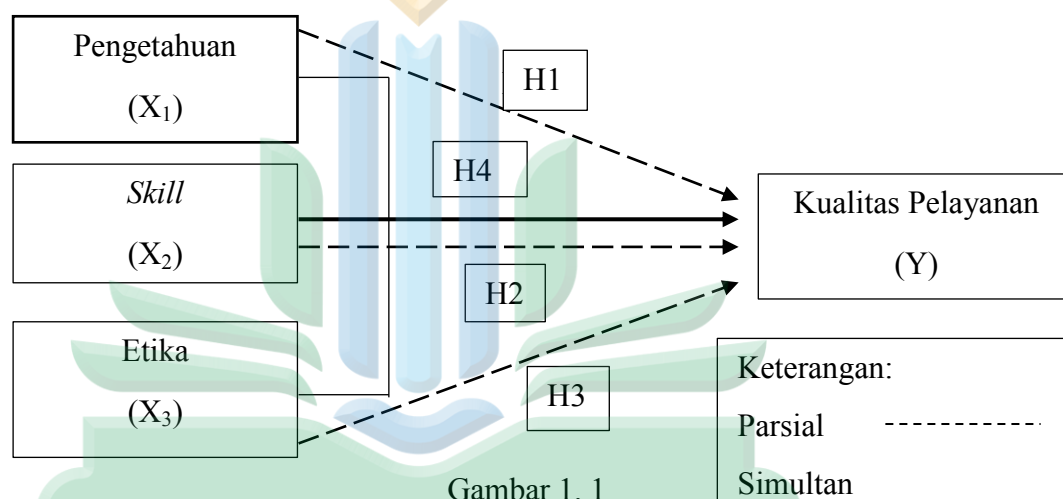 Pengetahuan
(X₁)
H1
H4
Skill
(X₂)
H2
Kualitas Pelayanan
(Y)
Etika
(X₃)
H3
Keterangan:
Parsial
Simultan
Gambar 1. 1